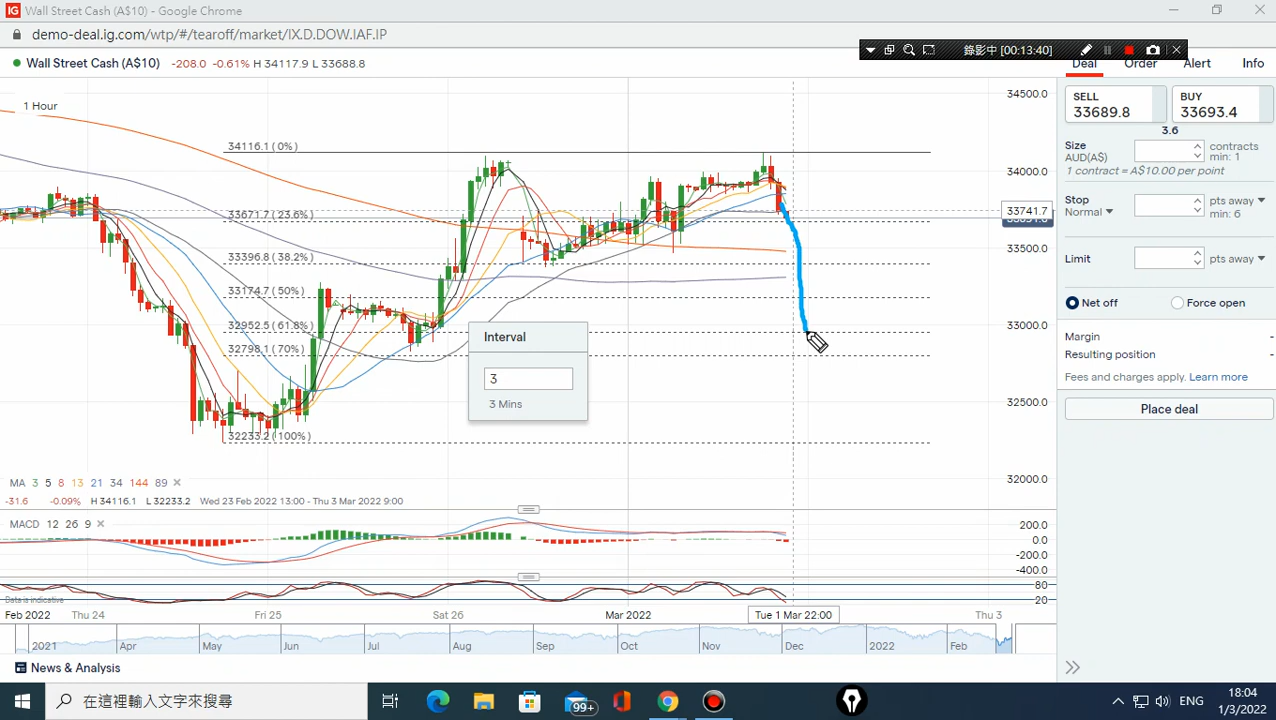 IG Wall Street Cash (A$10) - Google Chrome
demo-deal.ig.com/wtp/#/tearoff/market/IX.D.DOW.IAF.IP
錄影中 [00:13:40]
Wall Street Cash (A$10) -208.0 -0.61% H 34117.9 L 33688.8
Deal Order Alert Info
1 Hour
34500.0
34000.0
33741.7
33500.0
33000.0
32500.0
32000.0
34116.1 (0%)
33671.7 (23.6%)
33396.8 (38.2%)
33174.7 (50%)
32952.5 (61.8%)
32798.1 (70%)
32233.2 (100%)
Interval
3
3 Mins
MA 3 5 8 13 21 34 144 89
-31.6 -0.09% H 34116.1 L 32233.2 Wed 23 Feb 2022 13:00 - Thu 3 Mar 2022 9:00
MACD 12 26 9
200.0
0.0
-200.0
-400.0
80
20
Data is indicative
Feb 2022 Thu 24 Fri 25 Sat 26 Mar 2022 Tue 1 Mar 22:00 Thu 3
2021 Apr May Jun Jul Aug Sep Oct Nov Dec 2022 Feb
News & Analysis
SELL
33689.8
BUY
33693.4
3.6
Size
AUD(A$)
contracts
min: 1
1 contract = A$10.00 per point
Stop
Normal
pts away
min: 6
Limit
pts away
Net off Force open
Margin -
Resulting position -
Fees and charges apply. Learn more
Place deal
在這裡輸入文字來搜尋
99+
ENG
18:04
1/3/2022